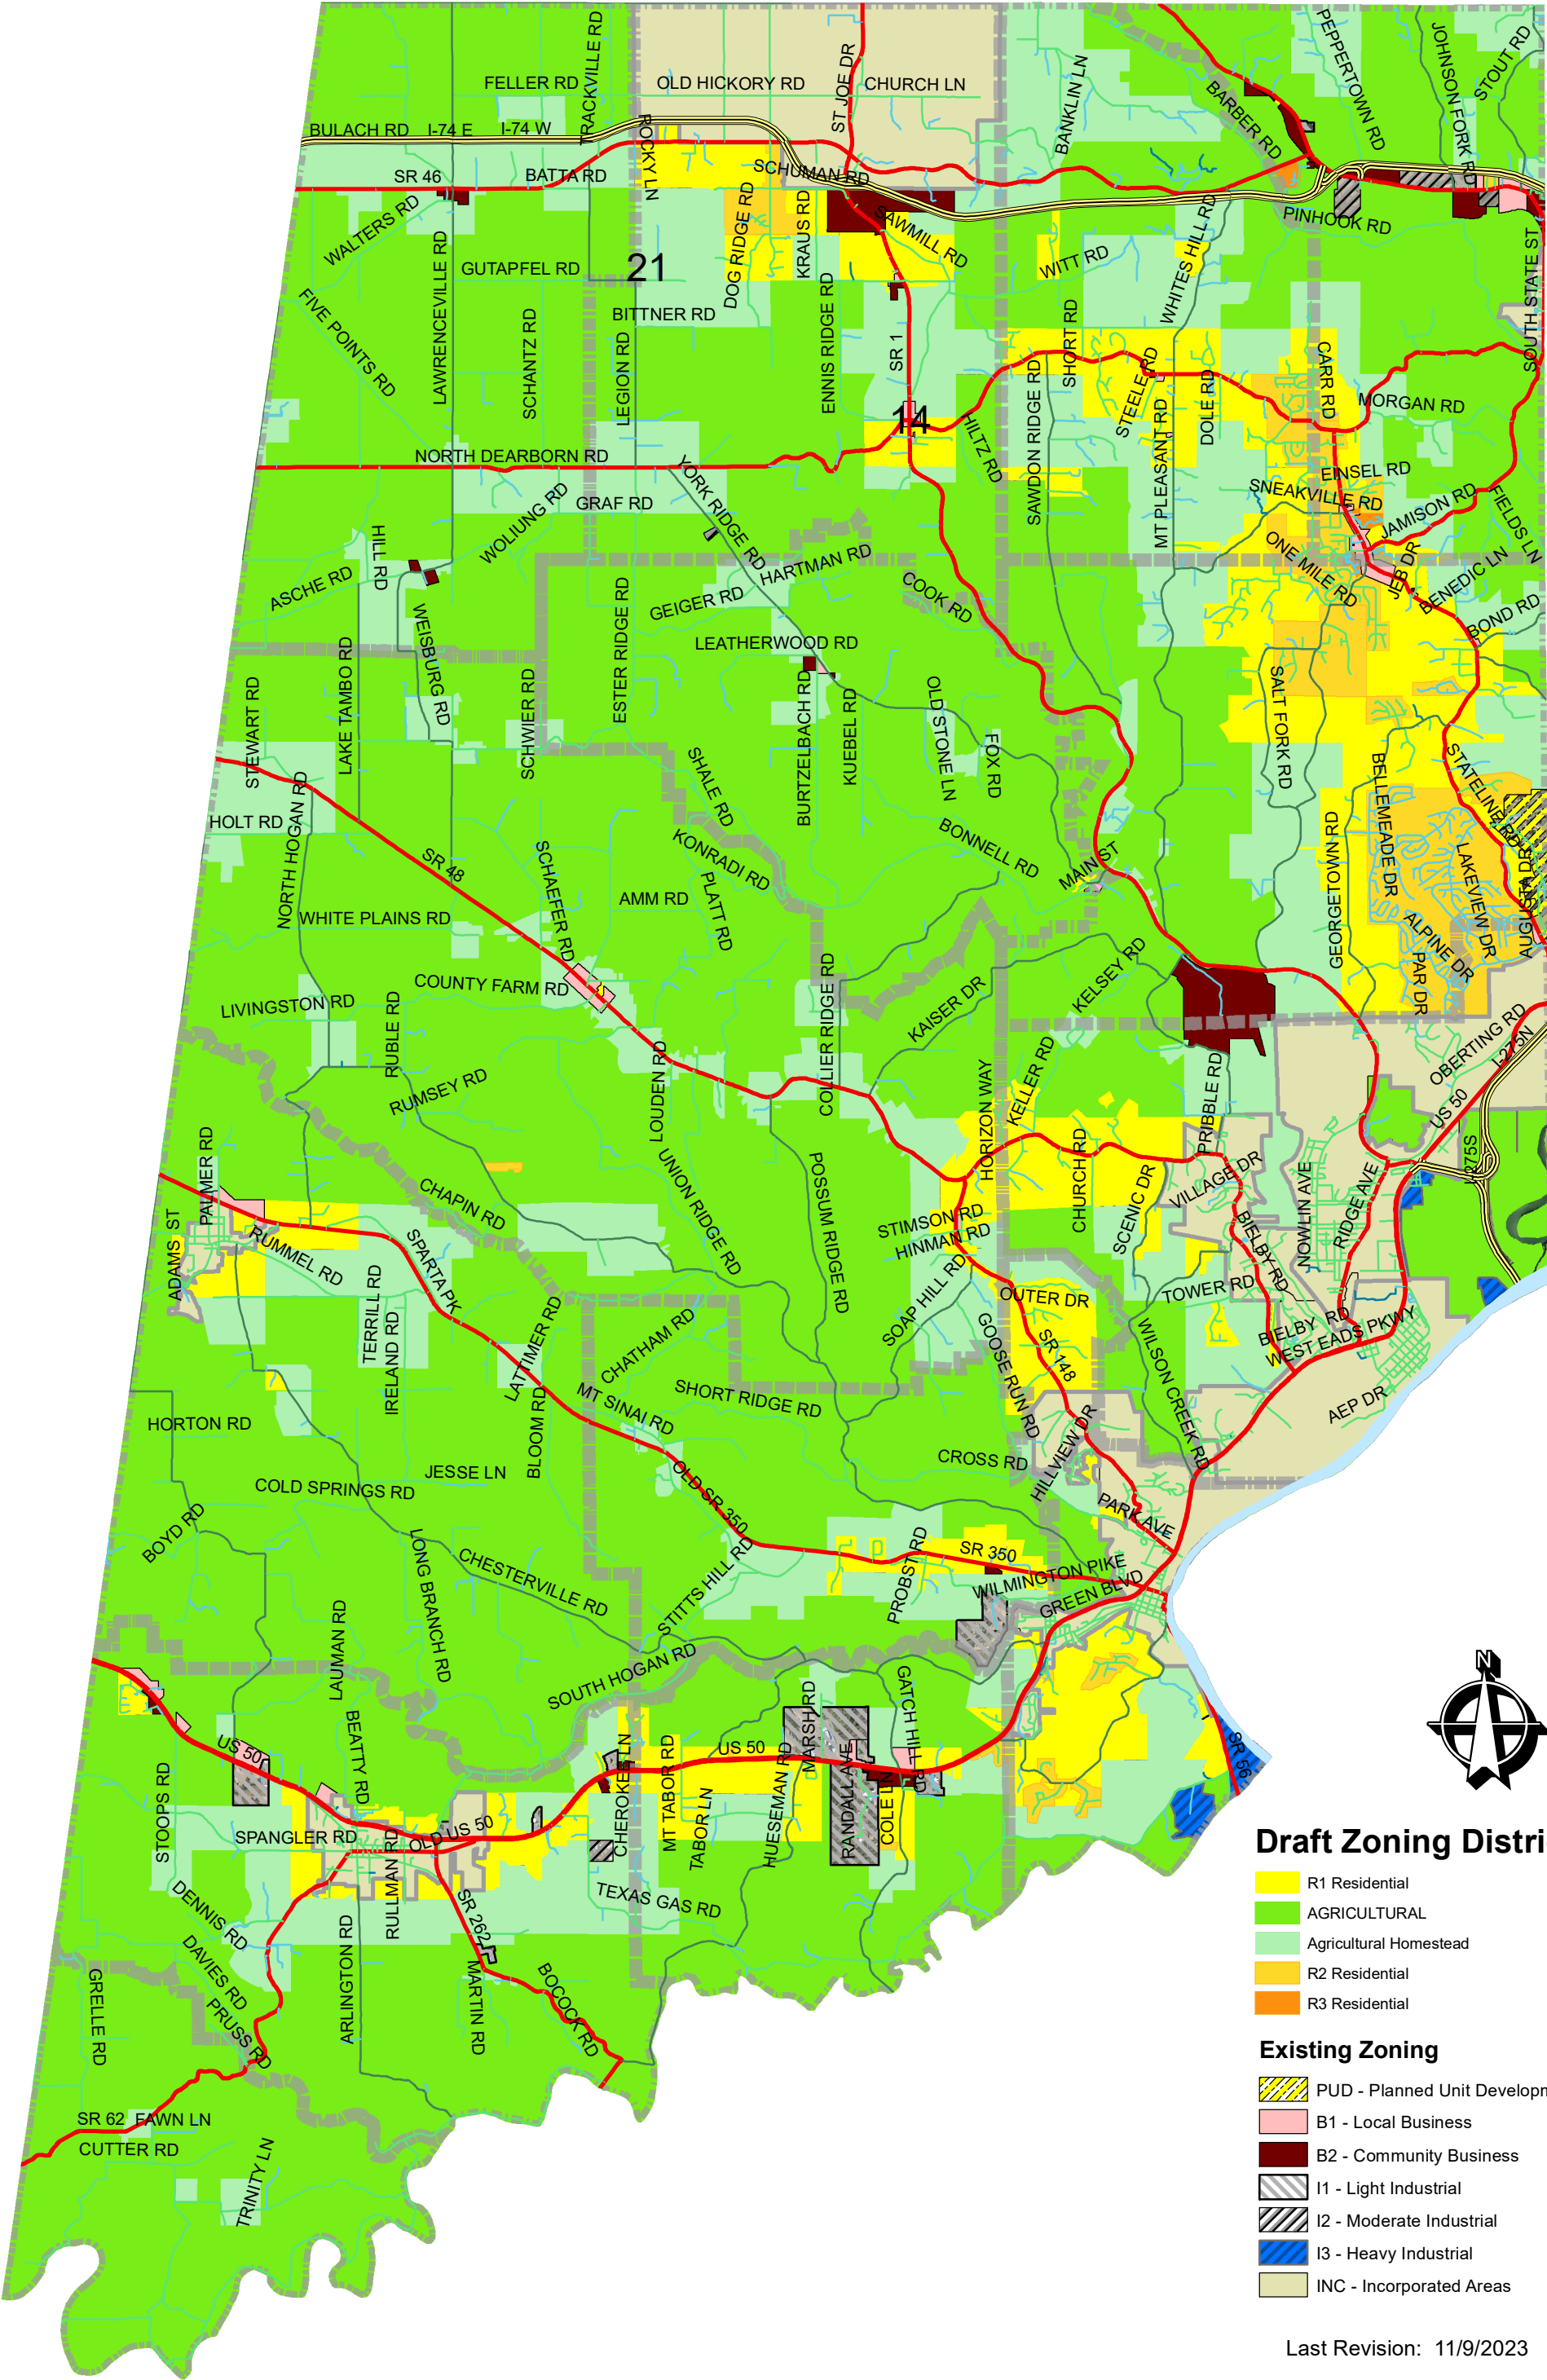 FELLER RD
TRACKVILLE RD
OLD HICKORY RD
ST JOE DR
CHURCH LN
BANKLIN LN
BARBER RD
PEPPERTOWN RD
JOHNSON FORK RD
STOUT RD
BULACH RD
I-74 E
I-74 W
ROCKY LN
SR 46
BATTA RD
SCHUMAN RD
WALTERS RD
LAWRENCEVILLE RD
GUTAPFEL RD
21
DOG RIDGE RD
KRAUS RD
SAWMILL RD
WITT RD
WHITES HILL RD
PINHOOK RD
SOUTH STATE ST
FIVE POINTS RD
SCHANTZ RD
BITTNER RD
LEGION RD
ENNIS RIDGE RD
SR 1
SHORT RD
STEELE RD
DOLE RD
CARR RD
MORGAN RD
14
HILTZ RD
SAWDON RIDGE RD
MT PLEASANT RD
NORTH DEARBORN RD
YORK RIDGE RD
EINSEL RD
SNEAKVILLE RD
JAMISON RD
FIELDS LN
GRAF RD
WOLIUNG RD
HILL RD
ASCHE RD
HARTMAN RD
GEIGER RD
COOK RD
ONE MILE RD
JEB DR
BENEDIC LN
BOND RD
WEISBURG RD
LEATHERWOOD RD
ESTER RIDGE RD
LAKE TAMBO RD
STEWART RD
SCHWIER RD
BURTZELBACH RD
KUEBEL RD
OLD STONE LN
FOX RD
SALT FORK RD
SHALE RD
BELLEMEADE DR
STATELINE RD
HOLT RD
NORTH HOGAN RD
SR 48
SCHAEFER RD
KONRADI RD
BONNELL RD
MAIN ST
GEORGETOWN RD
LAKEVIEW DR
AUGUSTA DR
AMM RD
PLATT RD
WHITE PLAINS RD
ALPINE DR
PAR DR
COUNTY FARM RD
LIVINGSTON RD
RUBLE RD
COLLIER RIDGE RD
KAISER DR
KELSEY RD
OBERTING RD
I-275N
RUMSEY RD
LOUDEN RD
HORIZON WAY
KELLER RD
PRIBBLE RD
US 50
I-275S
PALMER RD
CHAPIN RD
UNION RIDGE RD
POSSUM RIDGE RD
CHURCH RD
SCENIC DR
VILLAGE DR
NOWLIN AVE
RIDGE AVE
ADAMS ST
RUMMEL RD
SPARTA PK
STIMSON RD
HINMAN RD
BIELBY RD
TERRILL RD
IRELAND RD
LATTIMER RD
CHATHAM RD
SOAP HILL RD
OUTER DR
TOWER RD
GOOSE RUN RD
SR 148
WILSON CREEK RD
BIELBY RD
WEST EADS PKWY
AEP DR
HORTON RD
BLOOM RD
MT SINAI RD
SHORT RIDGE RD
HILLVIEW DR
CROSS RD
JESSE LN
COLD SPRINGS RD
OLD SR 350
PARK AVE
BOYD RD
LONG BRANCH RD
CHESTERVILLE RD
STITTS HILL RD
PROBST RD
SR 350
WILMINGTON PIKE
GREEN BLVD
LAUMAN RD
SOUTH HOGAN RD
MARSH RD
GATCH HILL RD
US 50
BEATTY RD
CHEROKEE LN
MT TABOR RD
US 50
HUESEMAN RD
RANDALL AVE
COLE LN
SR 56
STOOPS RD
SPANGLER RD
OLD US 50
TABOR LN
DENNIS RD
RULLMAN RD
SR 262
TEXAS GAS RD
DAVIES RD
ARLINGTON RD
MARTIN RD
BOCOCK RD
GRELLE RD
PRUSS RD
SR 62
FAWN LN
CUTTER RD
TRINITY LN
N
Draft Zoning Distri
R1 Residential
AGRICULTURAL
Agricultural Homestead
R2 Residential
R3 Residential
Existing Zoning
PUD - Planned Unit Developm
B1 - Local Business
B2 - Community Business
I1 - Light Industrial
I2 - Moderate Industrial
I3 - Heavy Industrial
INC - Incorporated Areas
Last Revision: 11/9/2023